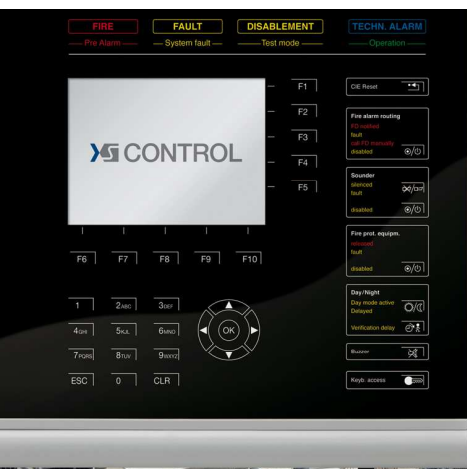 FIRE FAULT DISABLEMENT TECHN. ALARM
Pre Alarm System fault Test mode Operation
F1
F2
F3
F4
F5
XS CONTROL
F6 F7 F8 F9 F10
1 2ABC 3DEF
4GHI 5KJL 6MNO
7PQRS 8TUV 9WXYZ
ESC 0 CLR
OK
CIE Reset
Fire alarm routing
FD notified
fault
call FD manually
disabled
Sounder
silenced
fault
disabled
Fire prot. equipm.
released
fault
disabled
Day/Night
Day mode active
Delayed
Verification delay
Buzzer
Keyb. access